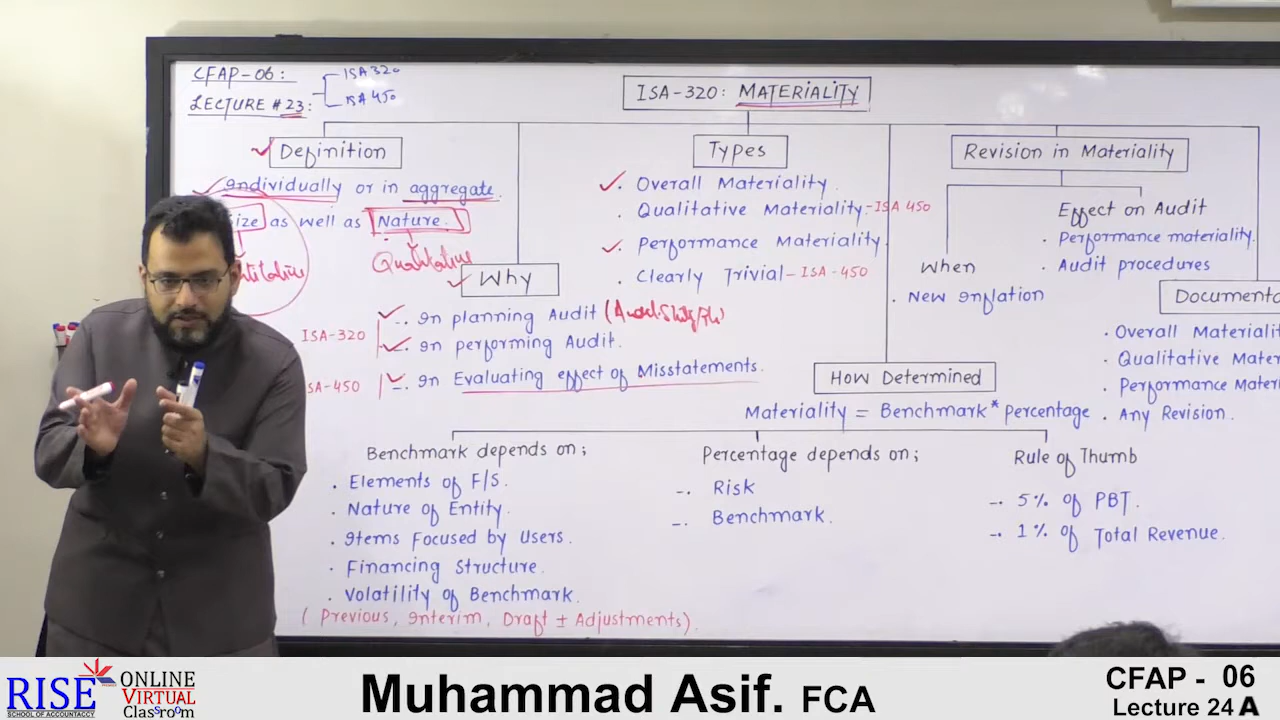 CFAP-06:
ISA320
LECTURE #23:
ISA 450
ISA-320: MATERIALITY
Definition
Individually or in aggregate
Size as well as Nature.
Qualitative
Why
ISA-320
In planning Audit
In performing Audit.
SA-450
In Evaluating effect of Misstatements.
Types
Overall Materiality.
Qualitative Materiality-ISA 450
Performance Materiality
Clearly Trivial-ISA-450
Revision in Materiality
When
New Information
Effect on Audit
Performance materiality.
Audit procedures
Documenta
Overall Materiali
Qualitative Mater
Performance Mater
Any Revision.
How Determined
Materiality = Benchmark* percentage
Benchmark depends on;
Elements of F/S.
Nature of Entity.
Items Focused by Users.
Financing Structure.
Volatility of Benchmark.
(Previous, Interim, Draft ± Adjustments).
Percentage depends on;
Risk
Benchmark.
Rule of Thumb
5% of PBT.
1% of Total Revenue.
RISE
SCHOOL OF ACCOUNTANCY
ONLINE
VIRTUAL
Classroom
Muhammad Asif. FCA
CFAP - 06
Lecture 24 A